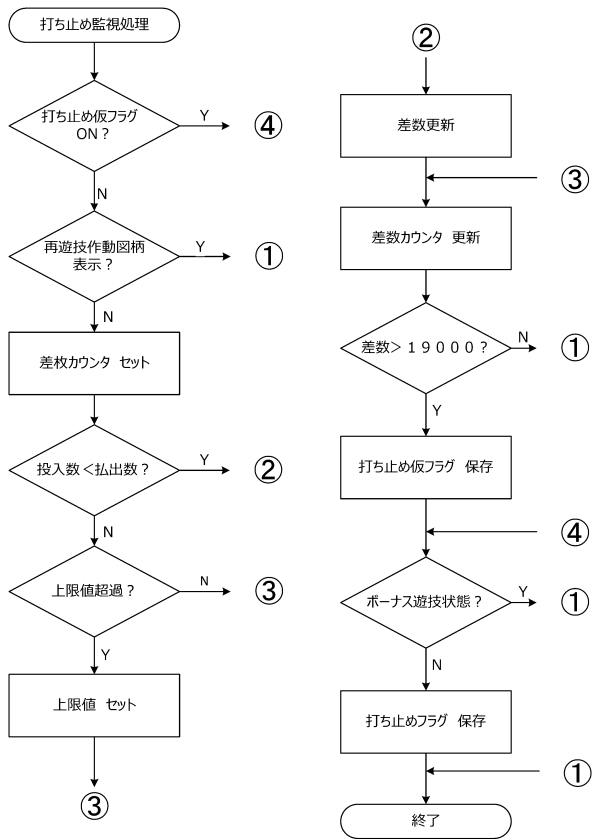 打ち止め監視処理
打ち止め仮フラグ
ON？
Y
④
N
再遊技作動図柄
表示？
Y
①
N
差枚カウンタ セット
投入数＜払出数？
Y
②
N
上限値超過？
N
③
Y
上限値 セット
③
②
差数更新
③
差数カウンタ 更新
差数＞１９０００？
N
①
Y
打ち止め仮フラグ 保存
④
ボーナス遊技状態？
Y
①
N
打ち止めフラグ 保存
①
終了